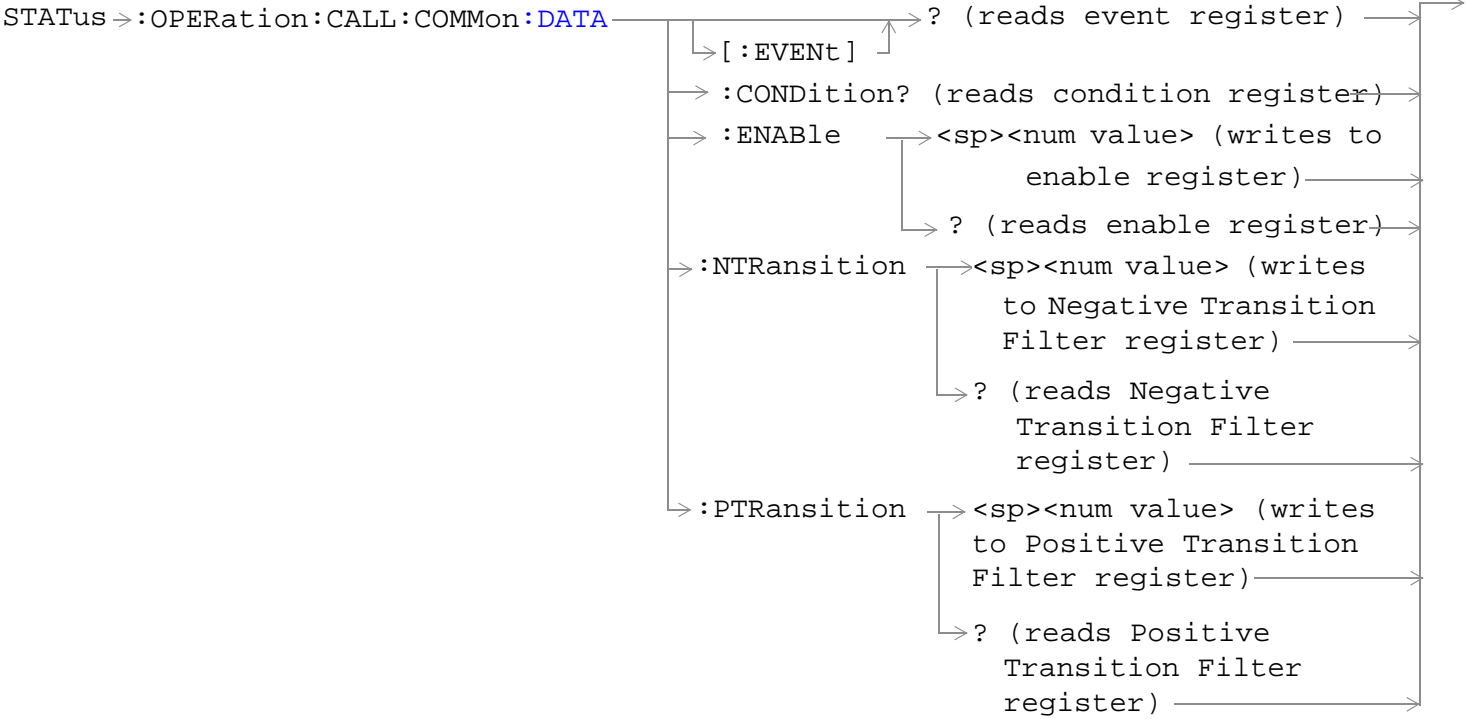 STATus :OPERation:CALL:COMMon:DATA ? (reads event register)
[:EVENt]
:CONDition? (reads condition register)
:ENABle <sp><num value> (writes to
enable register)
? (reads enable register)
:NTRansition <sp><num value> (writes
to Negative Transition
Filter register)
? (reads Negative
Transition Filter
register)
:PTRansition <sp><num value> (writes
to Positive Transition
Filter register)
? (reads Positive
Transition Filter
register)